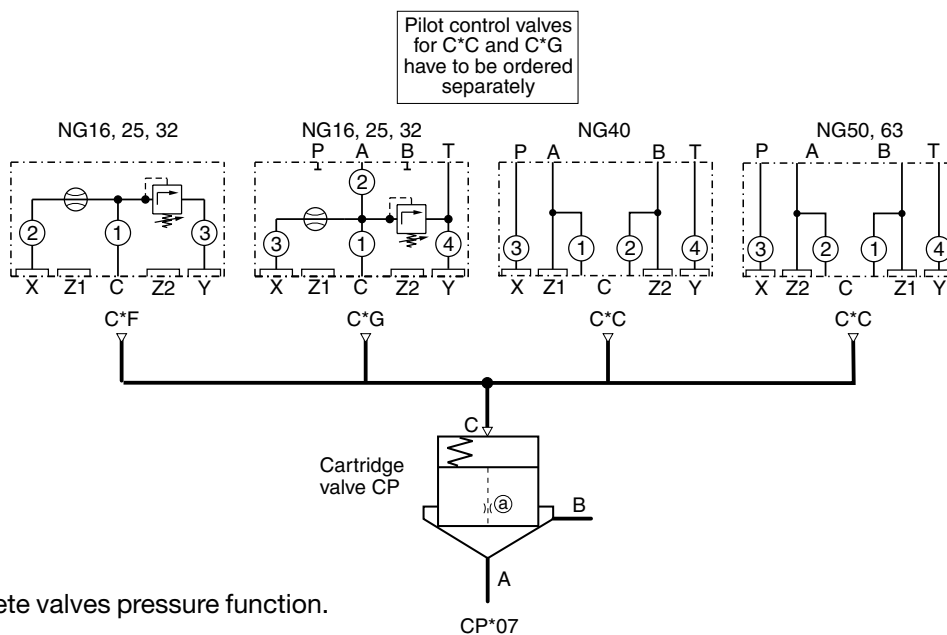 Pilot control valves
for C*C and C*G
have to be ordered
separately
NG16, 25, 32
NG16, 25, 32
NG40
NG50, 63
P A B T
P A B T
P A B T
2
2 1 3
3 1 4
3 1 2 4
3 2 1 4
X Z1 C Z2 Y
X Z1 C Z2 Y
X Z1 C Z2 Y
X Z2 C Z1 Y
C*F
C*G
C*C
C*C
C
Cartridge
valve CP
a
B
A
valves pressure function.
CP*07